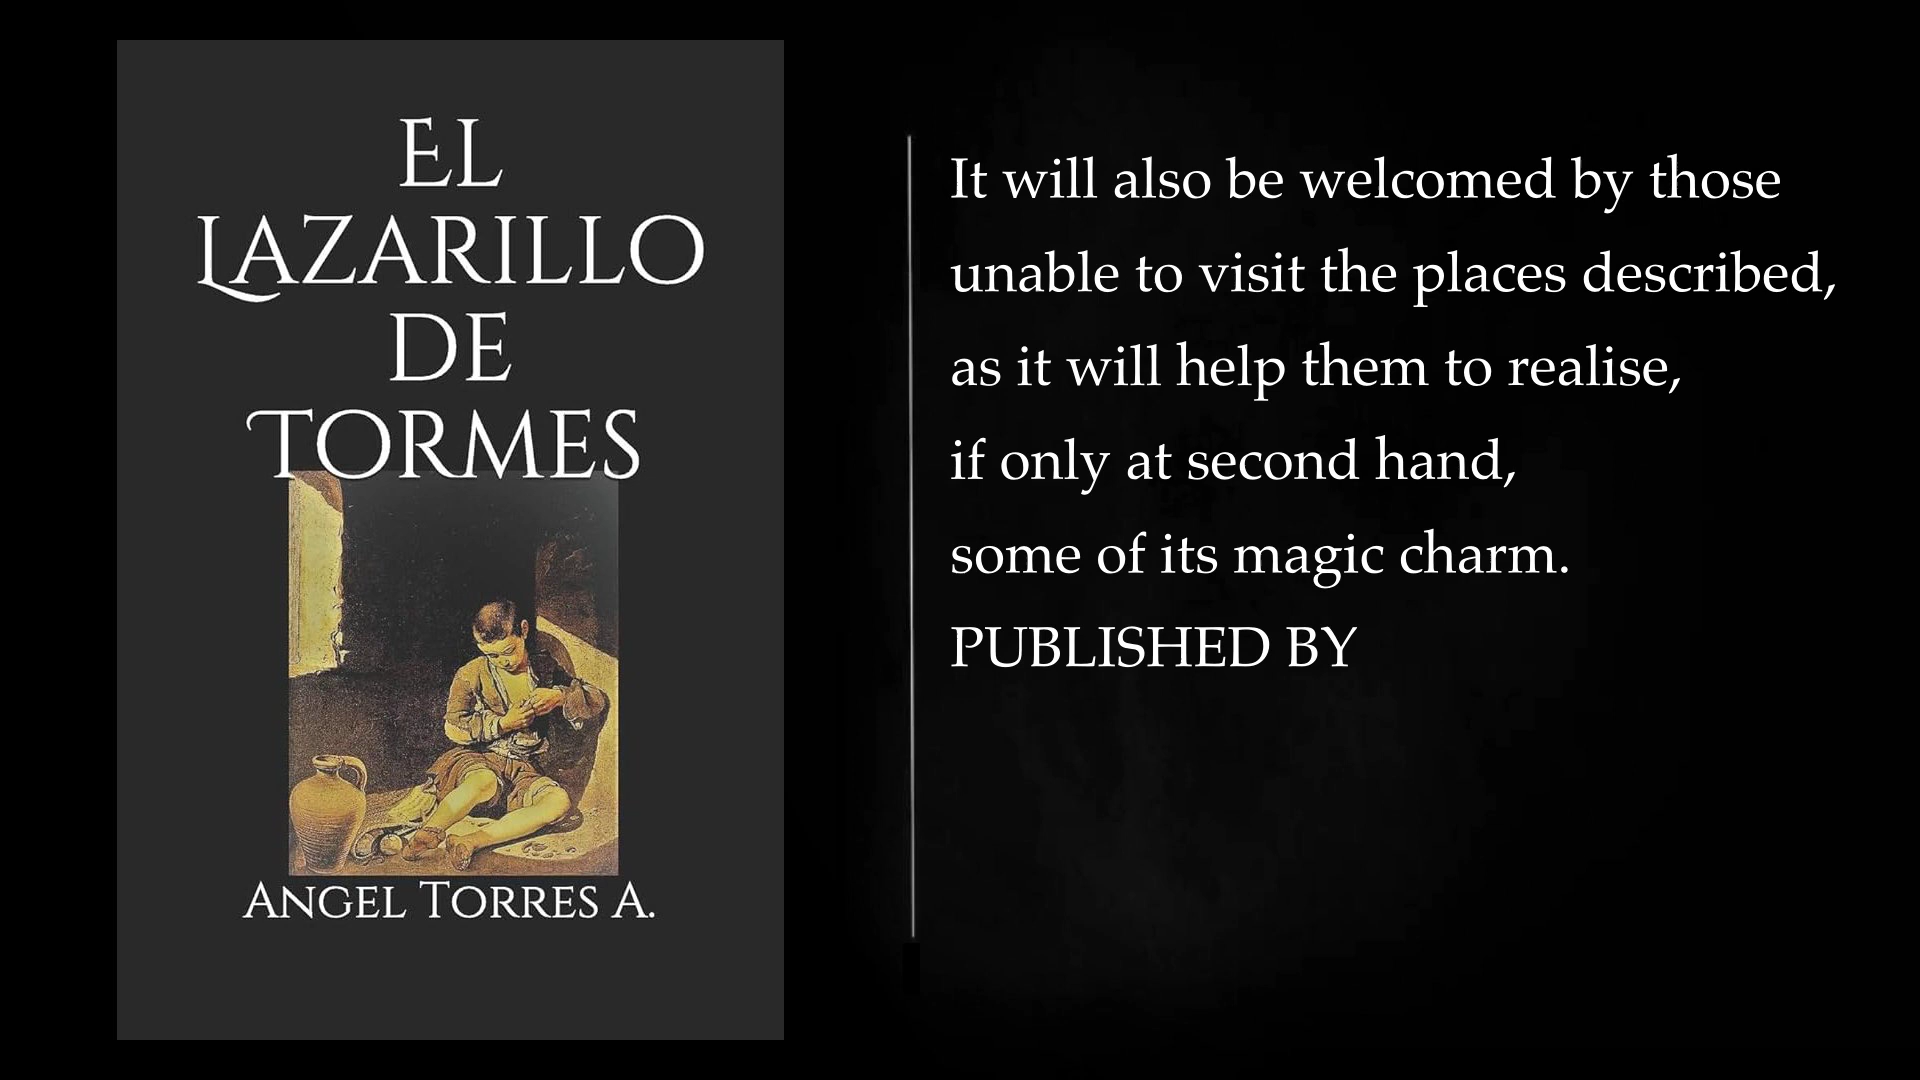 EL
LAZARILLO
DE
TORMES
ANGEL TORRES A.
It will also be welcomed by those
unable to visit the places described,
as it will help them to realise,
if only at second hand,
some of its magic charm.
PUBLISHED BY